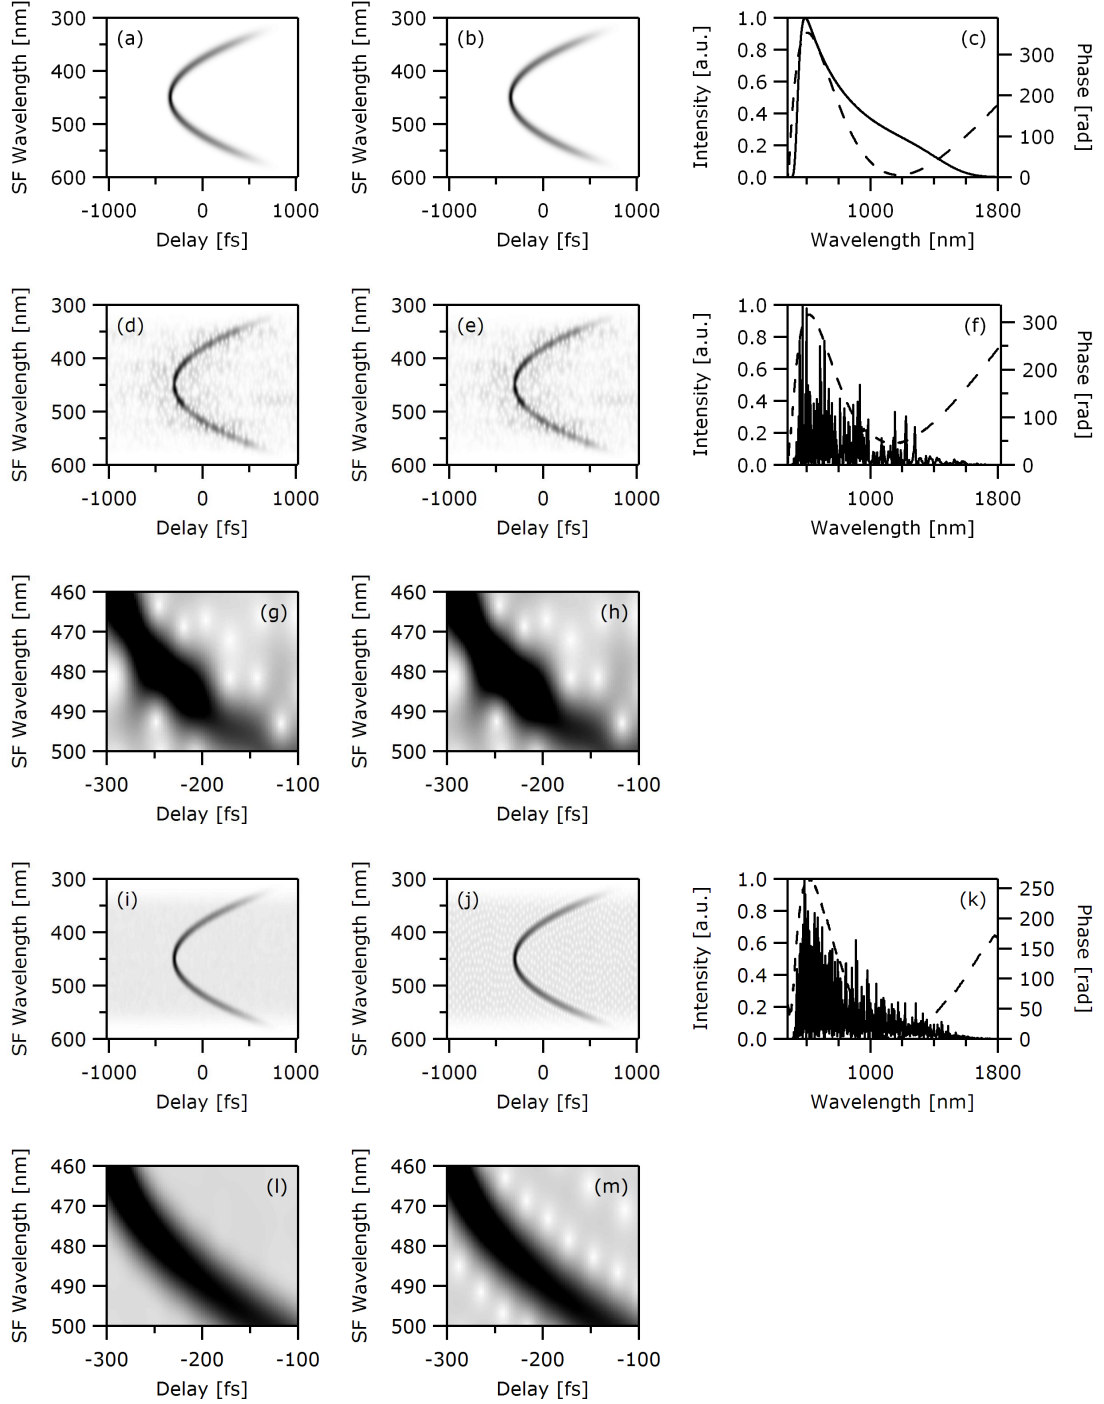 SF Wavelength [nm]
300
400
500
600
(a)
-1000 0 1000
Delay [fs]
SF Wavelength [nm]
300
400
500
600
(b)
-1000 0 1000
Delay [fs]
Intensity [a.u.]
1.0
0.8
0.6
0.4
0.2
0.0
(c)
300
200
100
0
Phase [rad]
1000 1800
Wavelength [nm]
SF Wavelength [nm]
300
400
500
600
(d)
-1000 0 1000
Delay [fs]
SF Wavelength [nm]
300
400
500
600
(e)
-1000 0 1000
Delay [fs]
Intensity [a.u.]
1.0
0.8
0.6
0.4
0.2
0.0
(f)
300
200
100
0
Phase [rad]
1000 1800
Wavelength [nm]
SF Wavelength [nm]
460
470
480
490
500
(g)
-300 -200 -100
Delay [fs]
SF Wavelength [nm]
460
470
480
490
500
(h)
-300 -200 -100
Delay [fs]
SF Wavelength [nm]
300
400
500
600
(i)
-1000 0 1000
Delay [fs]
SF Wavelength [nm]
300
400
500
600
(j)
-1000 0 1000
Delay [fs]
Intensity [a.u.]
1.0
0.8
0.6
0.4
0.2
0.0
(k)
250
200
150
100
50
0
Phase [rad]
1000 1800
Wavelength [nm]
SF Wavelength [nm]
460
470
480
490
500
(l)
-300 -200 -100
Delay [fs]
SF Wavelength [nm]
460
470
480
490
500
(m)
-300 -200 -100
Delay [fs]